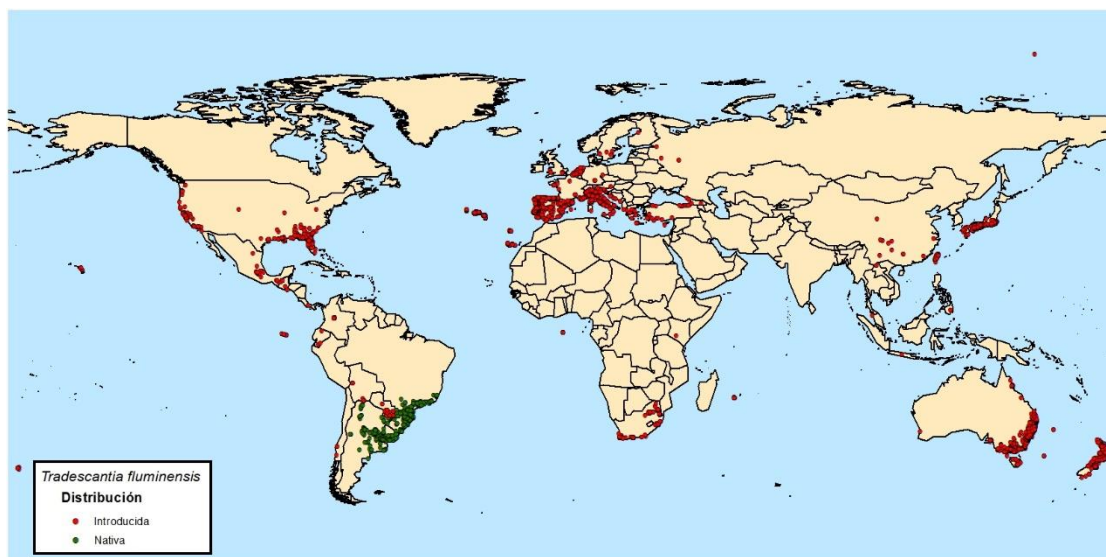 Tradescantia fluminensis
Distribución
Introducida
Nativa